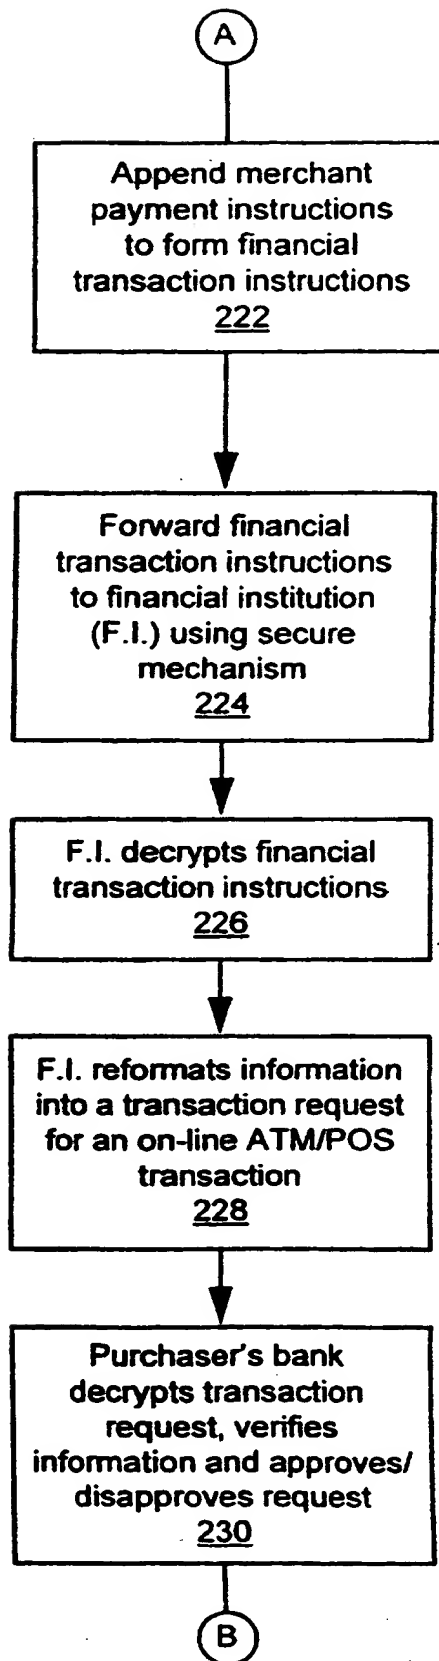 A
Append merchant
payment instructions
to form financial
transaction instructions
222
Forward financial
transaction instructions
to financial institution
(F.I.) using secure
mechanism
224
F.I. decrypts financial
transaction instructions
226
F.I. reformats information
into a transaction request
for an on-line ATM/POS
transaction
228
Purchaser's bank
decrypts transaction
request, verifies
information and approves/
disapproves request
230
B